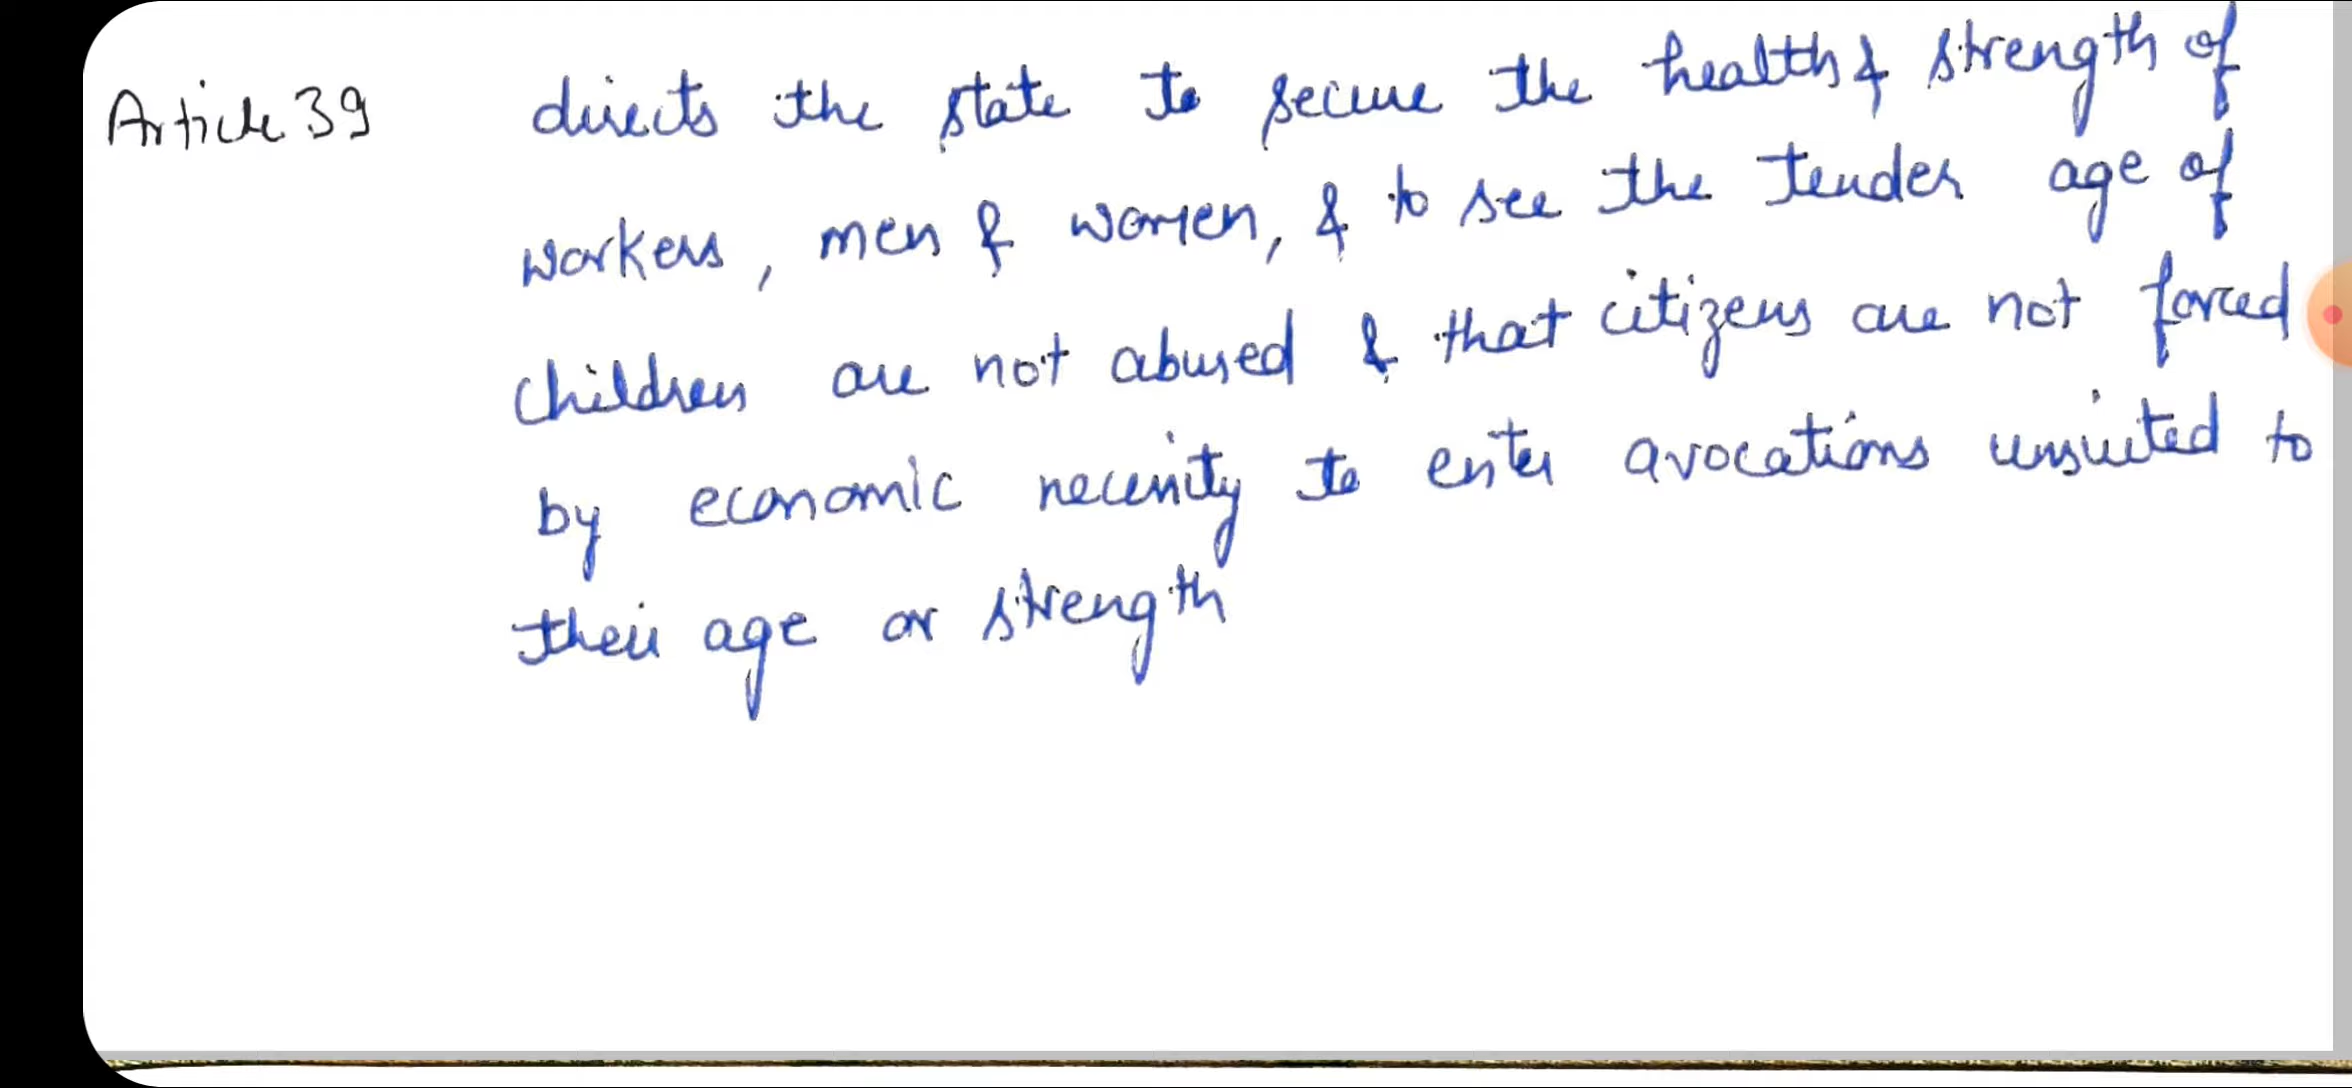 Article 39 directs the state to secure the health & strength of
workers, men & women, & to see the tender age of
children are not abused & that citizens are not forced
by economic necessity to enter avocations unsuited to
their age or strength